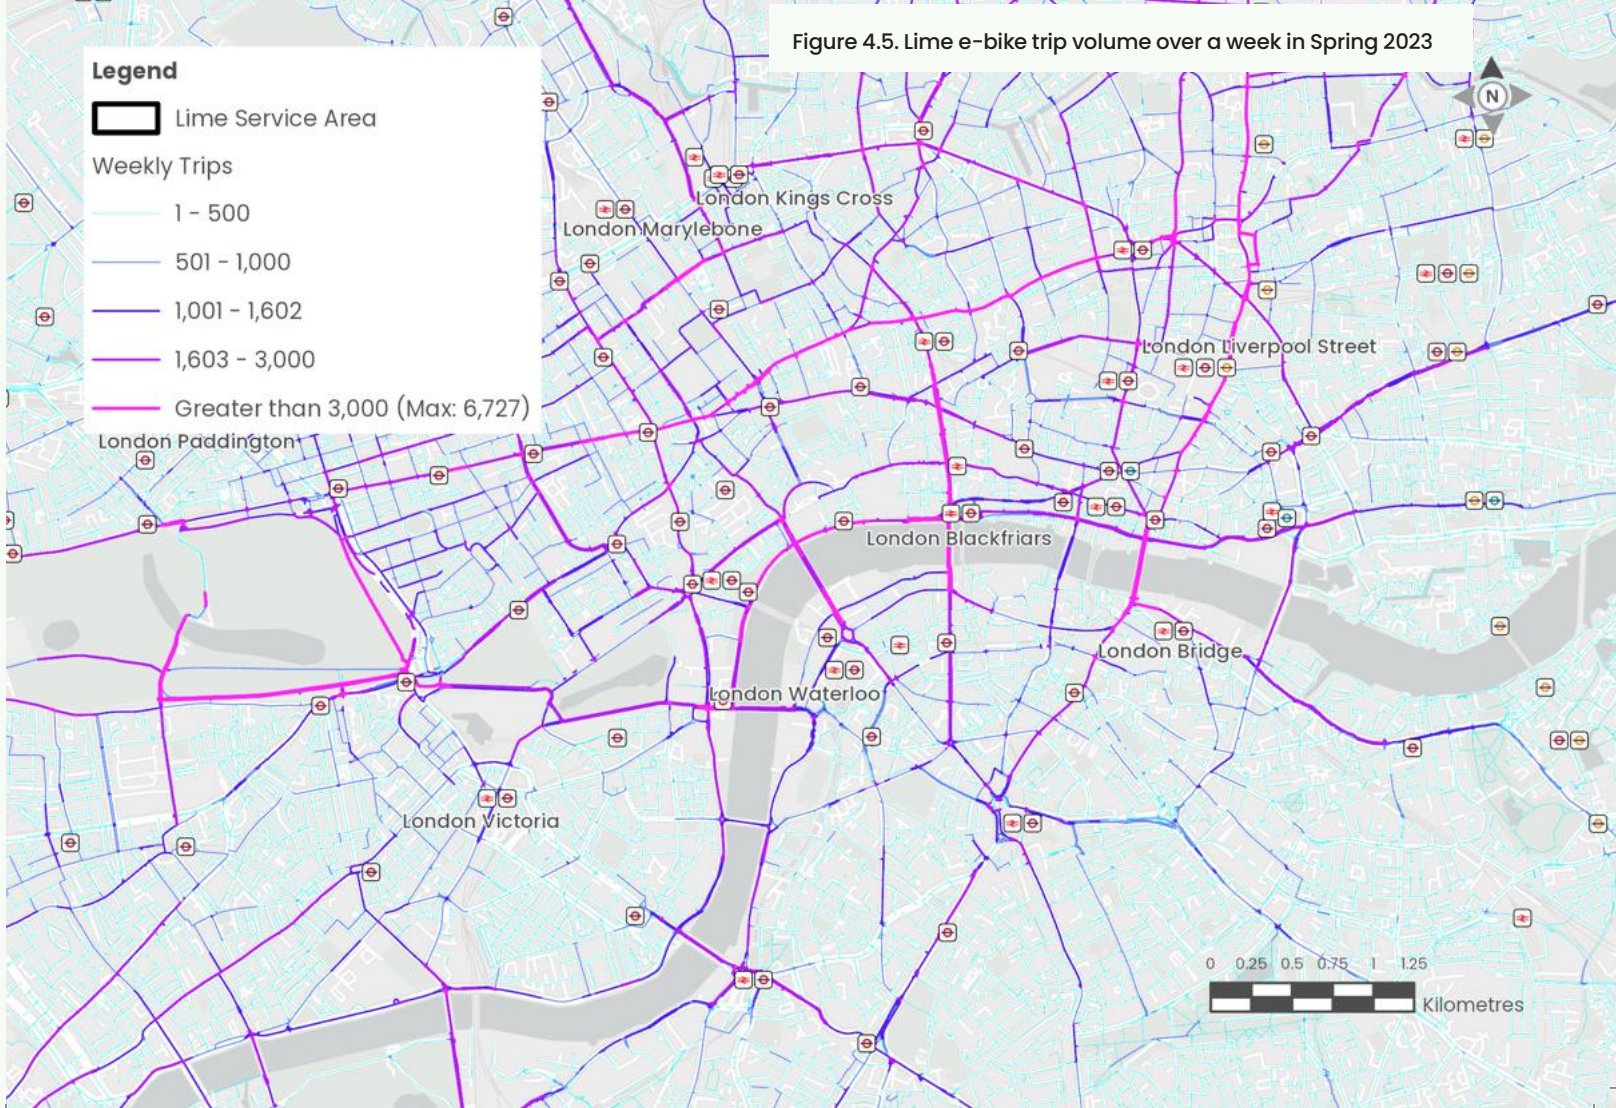 Figure 4.5. Lime e-bike trip volume over a week in Spring 2023
Legend
Lime Service Area
Weekly Trips
1 - 500
501 - 1,000
1,001 - 1,602
1,603 - 3,000
Greater than 3,000 (Max: 6,727)
N
London Kings Cross
London Marylebone
London Liverpool Street
London Paddington
London Blackfriars
London Bridge
London Waterloo
London Victoria
0 0.25 0.5 0.75 1 1.25
Kilometres